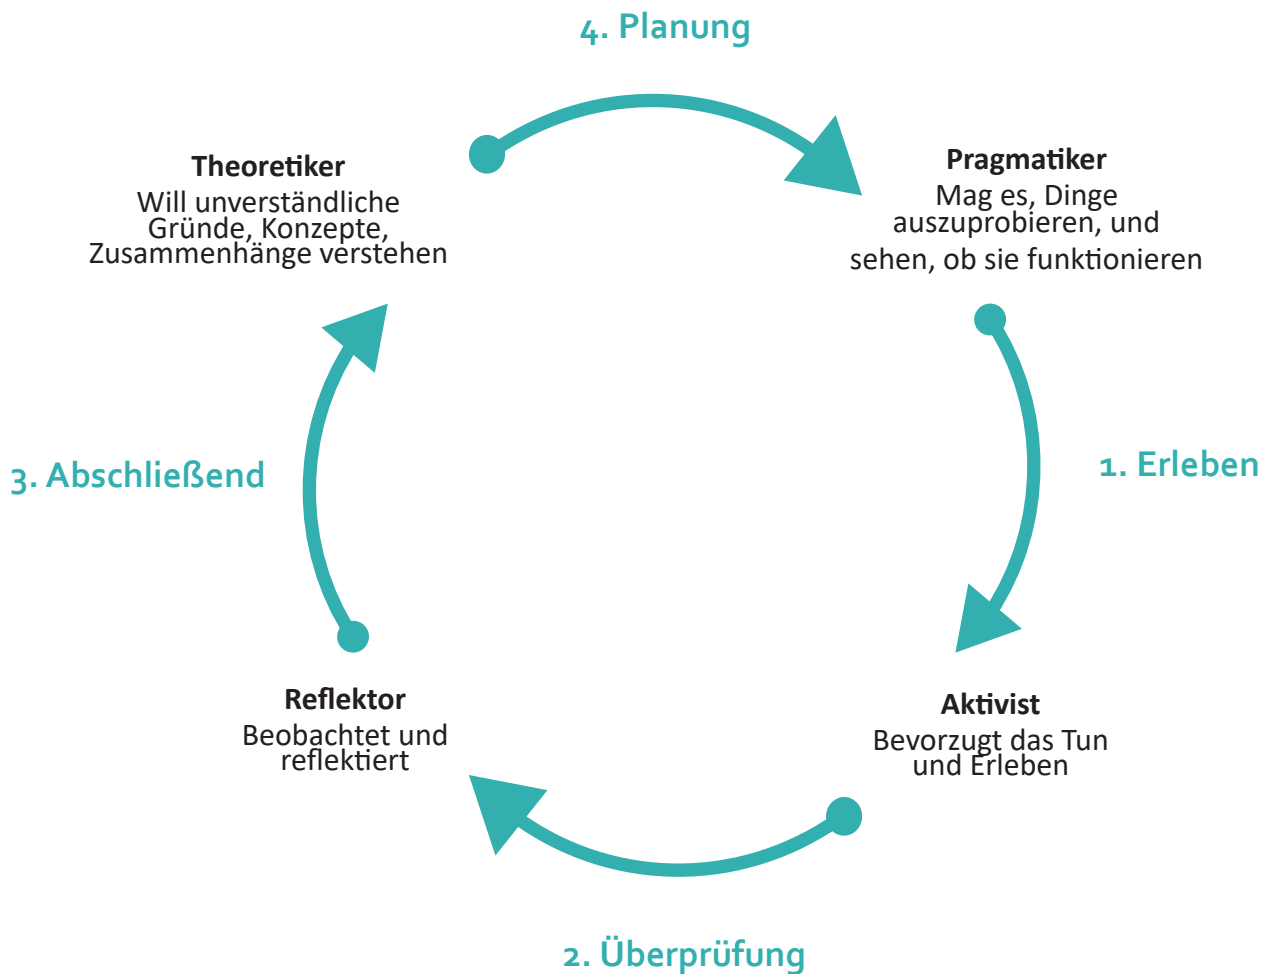 4. Planung
Theoretiker
Will unverständliche
Gründe, Konzepte,
Zusammenhänge verstehen
Pragmatiker
Mag es, Dinge
auszuprobieren, und
sehen, ob sie funktionieren
3. Abschließend
1. Erleben
Reflektor
Beobachtet und
reflektiert
Aktivist
Bevorzugt das Tun
und Erleben
2. Überprüfung